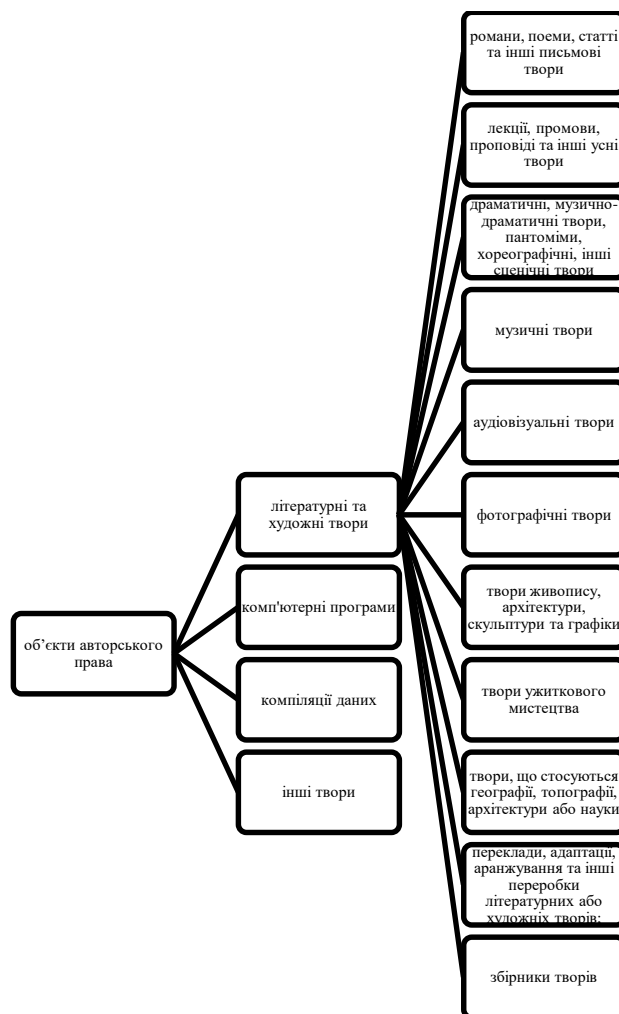 об’єкти авторського
права
літературні та
художні твори
комп'ютерні програми
компіляції даних
інші твори
романи, поеми, статті
та інші письмові
твори
лекції, промови,
проповіді та інші усні
твори
драматичні, музично-
драматичні твори,
пантоміми,
хореографічні, інші
сценічні твори
музичні твори
аудіовізуальні твори
фотографічні твори
твори живопису,
архітектури,
скульптури та графіки
твори ужиткового
мистецтва
твори, що стосуються
географії, топографії,
архітектури або науки
переклади, адаптації,
аранжування та інші
переробки
літературних або
художніх творів;
збірники творів